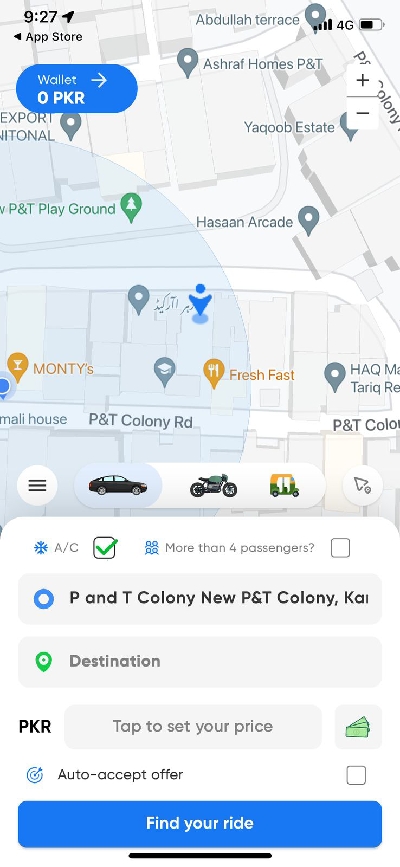 9:27
4G
App Store
Abdullah terrace
Ashraf Homes P&T
Wallet
0 PKR
+
−
Colony
EXPORT
NITONAL
Yaqoob Estate
P&T Play Ground
Hasaan Arcade
MONTY's
Fresh Fast
HAQ Ma
Tariq Re
mali house
P&T Colony Rd
P&T Colo
A/C
More than 4 passengers?
P and T Colony New P&T Colony, Kar
Destination
PKR
Tap to set your price
Auto-accept offer
Find your ride